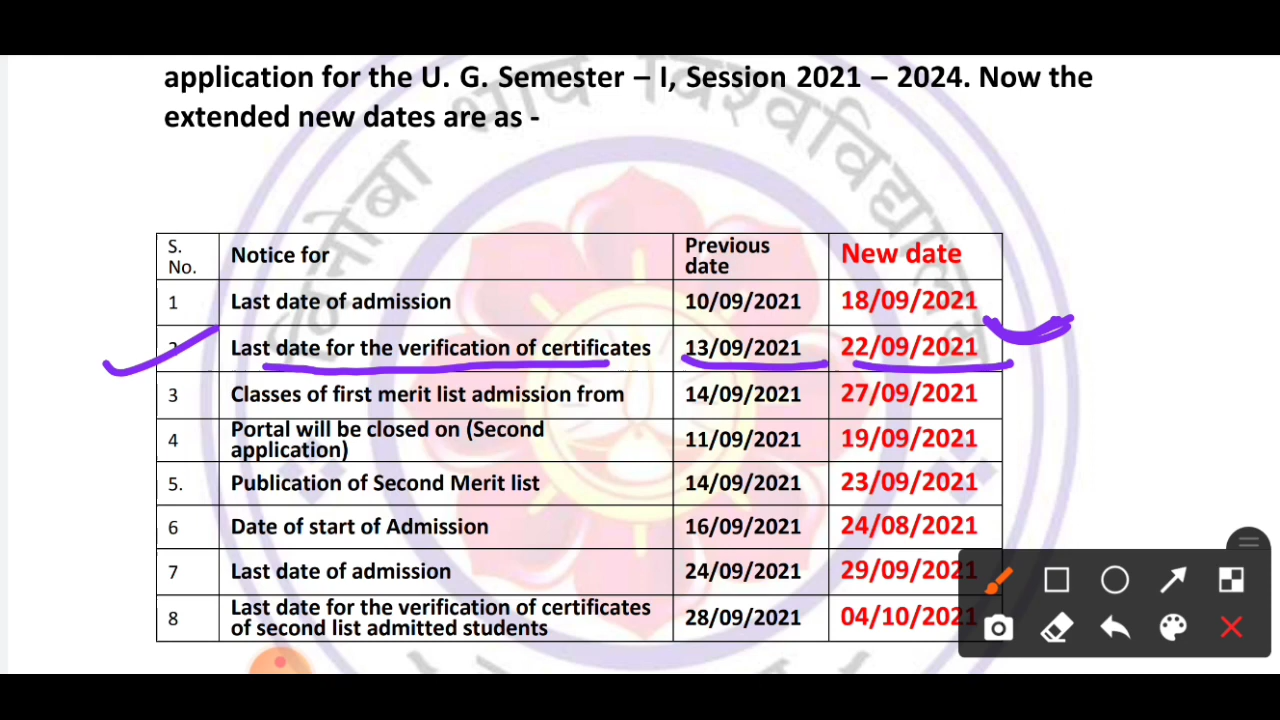 application for the U. G. Semester – I, Session 2021 – 2024. Now the
extended new dates are as -
विनोबा भावे विश्वविद्यालय
S. No. Notice for Previous date New date
1 Last date of admission 10/09/2021 18/09/2021
2 Last date for the verification of certificates 13/09/2021 22/09/2021
3 Classes of first merit list admission from 14/09/2021 27/09/2021
4 Portal will be closed on (Second application) 11/09/2021 19/09/2021
5. Publication of Second Merit list 14/09/2021 23/09/2021
6 Date of start of Admission 16/09/2021 24/08/2021
7 Last date of admission 24/09/2021 29/09/2021
8 Last date for the verification of certificates of second list admitted students 28/09/2021 04/10/2021